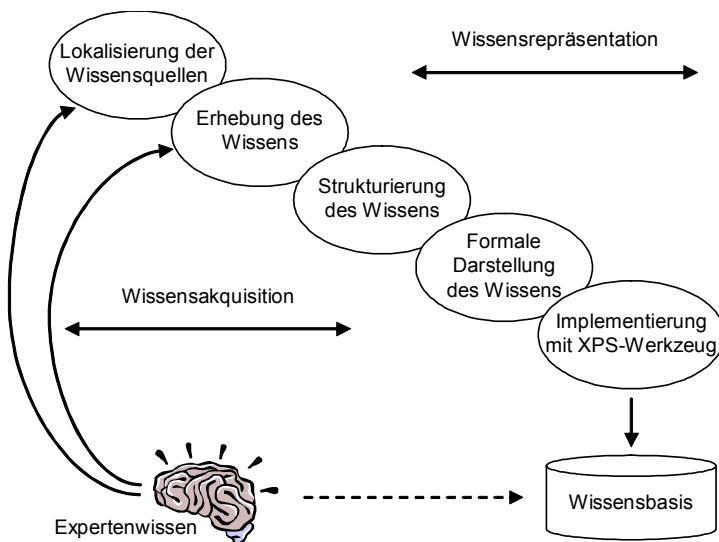 Lokalisierung der
Wissensquellen
Wissensrepräsentation
Erhebung des
Wissens
Strukturierung
des Wissens
Formale
Darstellung
des Wissens
Wissensakquisition
Implementierung
mit XPS-Werkzeug
Wissensbasis
Expertenwissen